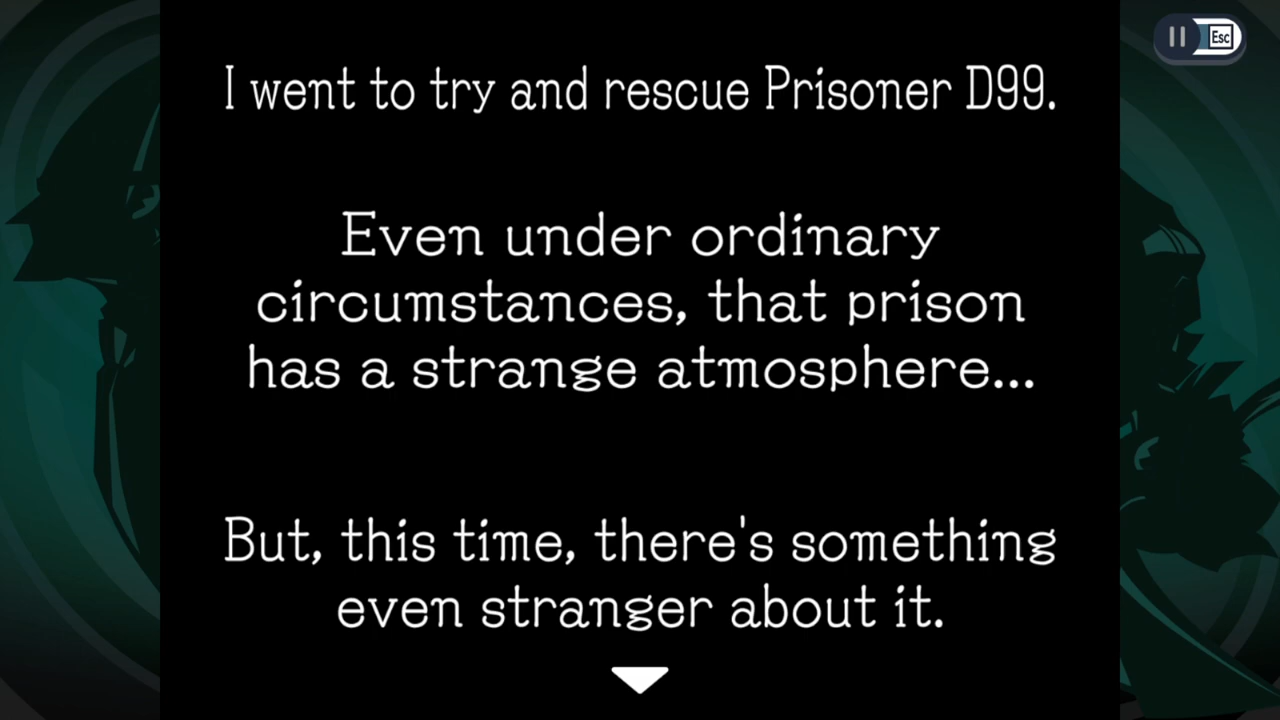 Esc
I went to try and rescue Prisoner D99.
Even under ordinary
circumstances, that prison
has a strange atmosphere...
But, this time, there's something
even stranger about it.